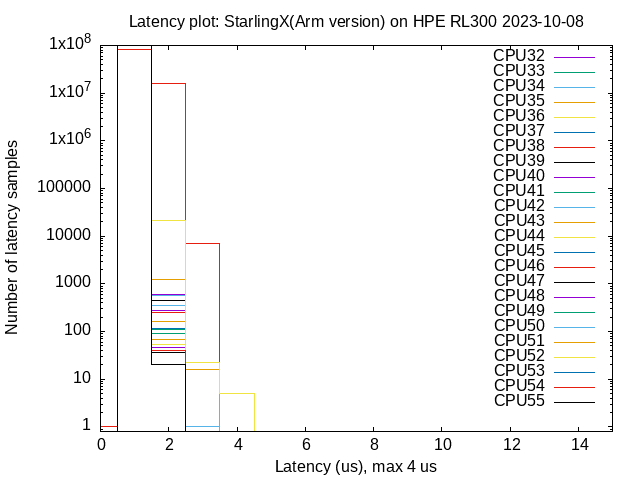 Latency plot: StarlingX(Arm version) on HPE RL300 2023-10-08
Number of latency samples
1x10^8
1x10^7
1x10^6
100000
10000
1000
100
10
1
CPU32
CPU33
CPU34
CPU35
CPU36
CPU37
CPU38
CPU39
CPU40
CPU41
CPU42
CPU43
CPU44
CPU45
CPU46
CPU47
CPU48
CPU49
CPU50
CPU51
CPU52
CPU53
CPU54
CPU55
0 2 4 6 8 10 12 14
Latency (us), max 4 us